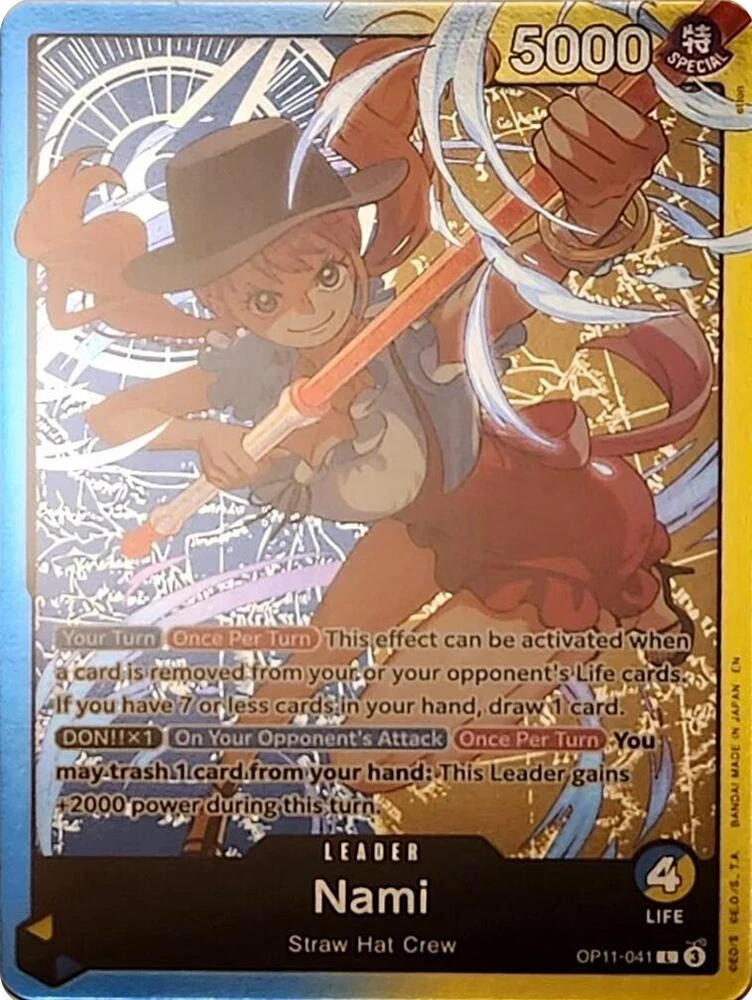 5000
特
SPECIAL
Your Turn Once Per Turn This effect can be activated when
a card is removed from your or your opponent's Life cards.
If you have 7 or less cards in your hand, draw 1 card.
DON!!×1 On Your Opponent's Attack Once Per Turn You
may trash 1 card from your hand: This Leader gains
+2000 power during this turn.
LEADER
Nami
4
LIFE
Straw Hat Crew
OP11-041 L 3
©E.O./S ©E.O./S., T.A. BANDAI MADE IN JAPAN EN